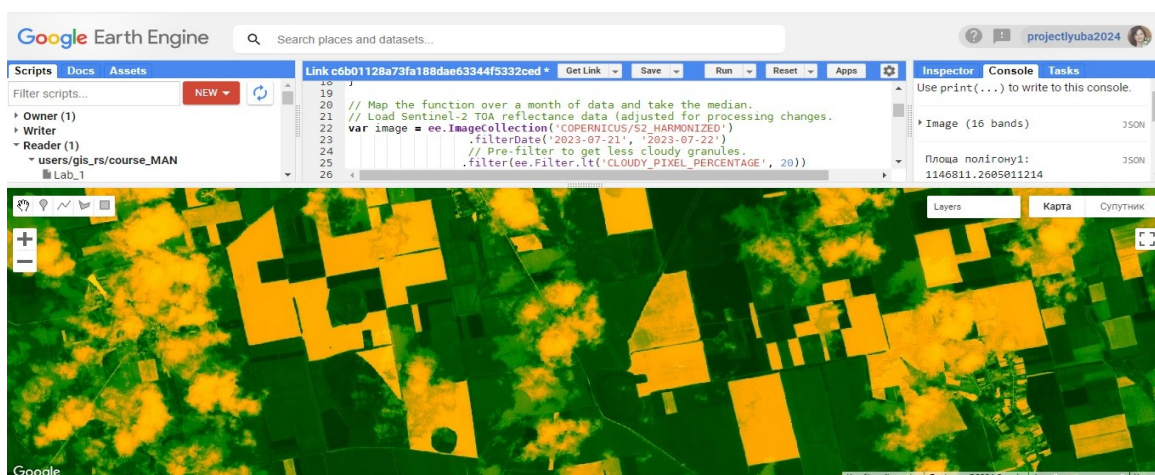 Google Earth Engine
Search places and datasets...
projectlyuba2024
Scripts Docs Assets
Link c6b01128a73fa188dae63344f5332ced *
Get Link Save Run Reset Apps
Inspector Console Tasks
Filter scripts...
NEW
Owner (1)
Writer
Reader (1)
users/gis_rs/course_MAN
Lab_1
18 }
19
20 // Map the function over a month of data and take the median.
21 // Load Sentinel-2 TOA reflectance data (adjusted for processing changes.
22 var image = ee.ImageCollection('COPERNICUS/S2_HARMONIZED')
23 .filterDate('2023-07-21', '2023-07-22')
24 // Pre-filter to get less cloudy granules.
25 .filter(ee.Filter.lt('CLOUDY_PIXEL_PERCENTAGE', 20))
26
Use print(...) to write to this console.
Image (16 bands) JSON
Площа полігону1: JSON
1146811.2605011214
Layers
Карта Супутник
Google